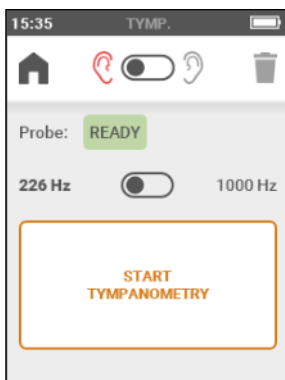 15:35 TYMP.
Probe: READY
226 Hz 1000 Hz
START
TYMPANOMETRY